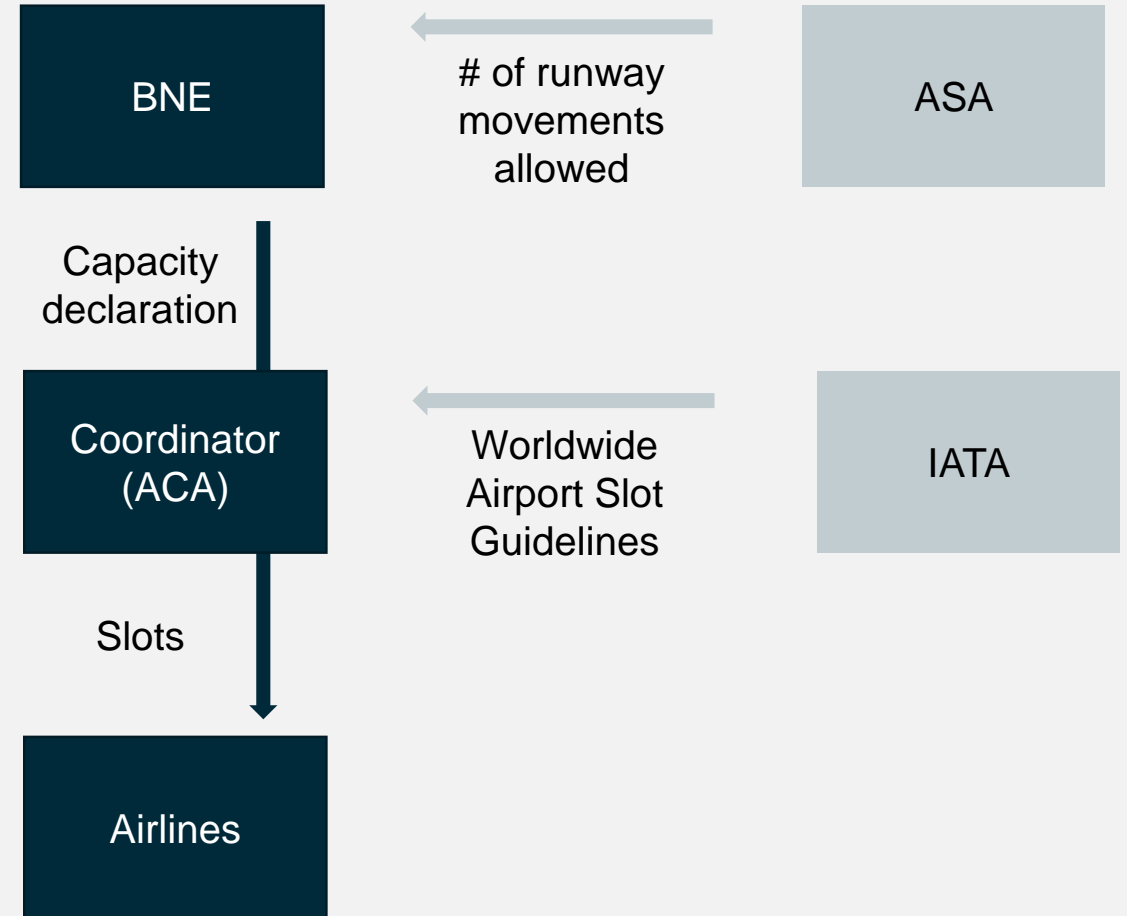 BNE
# of runway
movements
allowed
ASA
Capacity
declaration
Coordinator
(ACA)
Worldwide
Airport Slot
Guidelines
IATA
Slots
Airlines